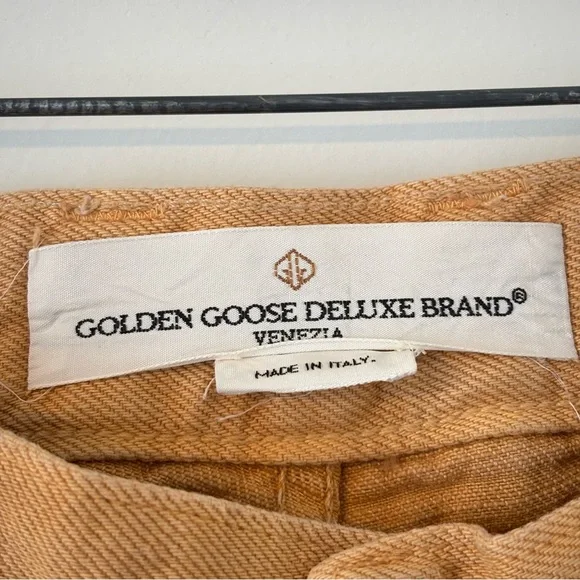 GOLDEN GOOSE DELUXE BRAND®
VENEZIA
MADE IN ITALY.